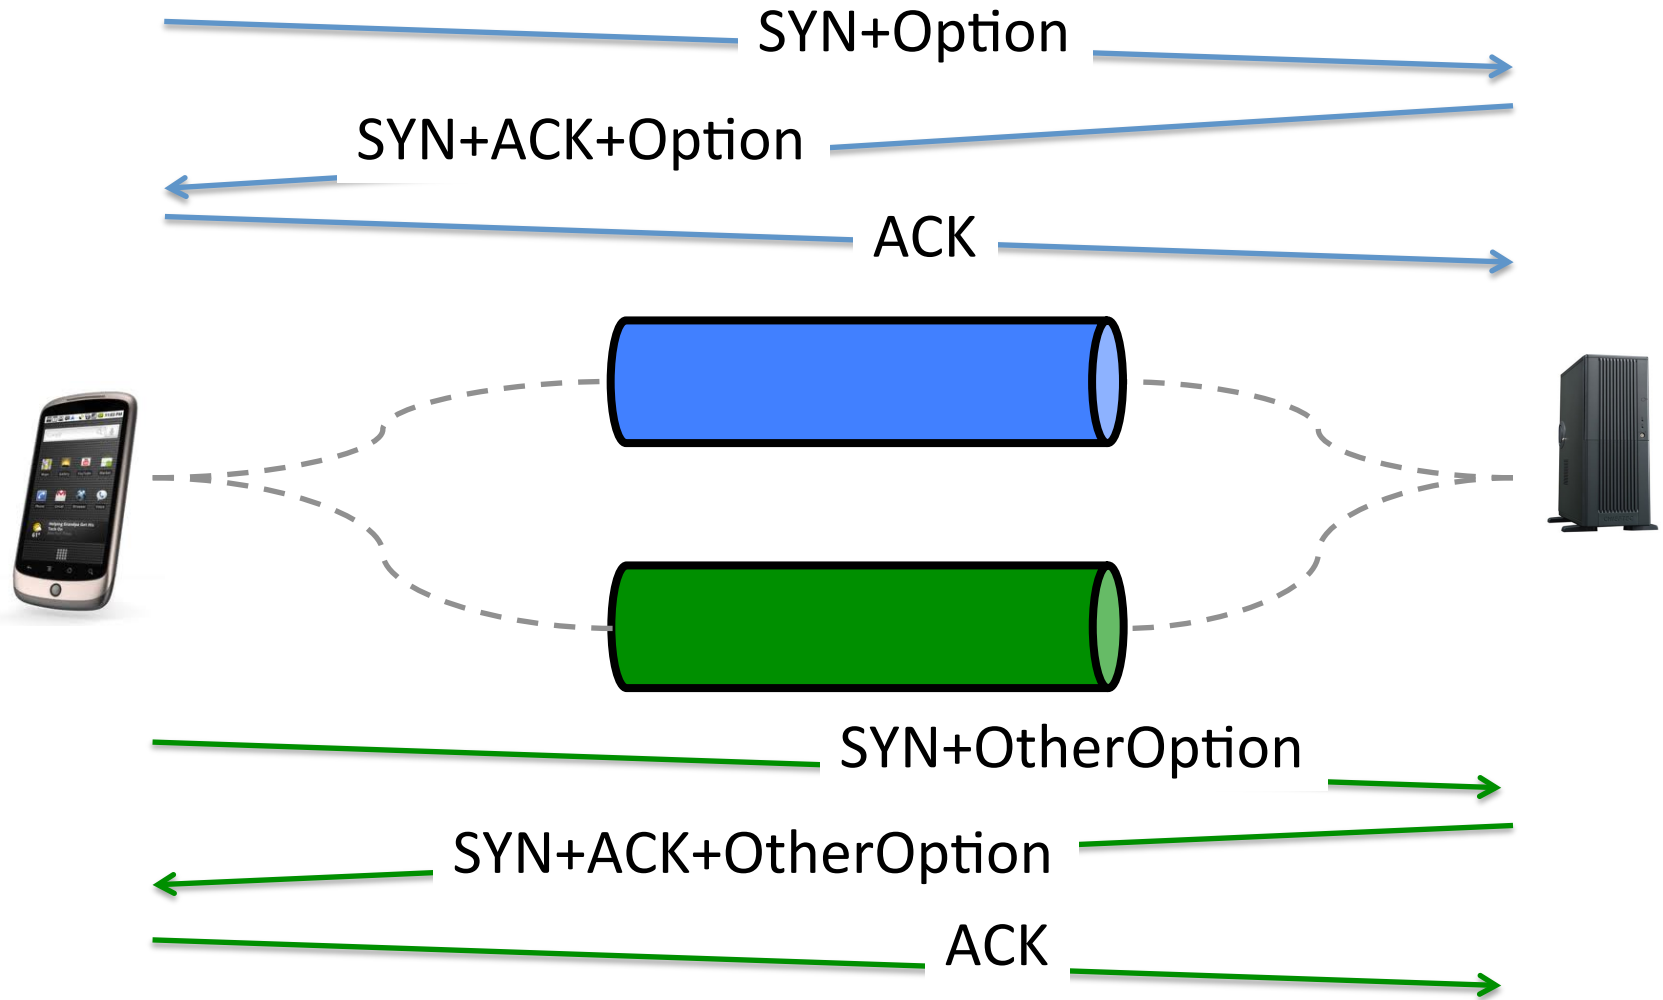 SYN+Option
SYN+ACK+Option
ACK
SYN+OtherOption
SYN+ACK+OtherOption
ACK